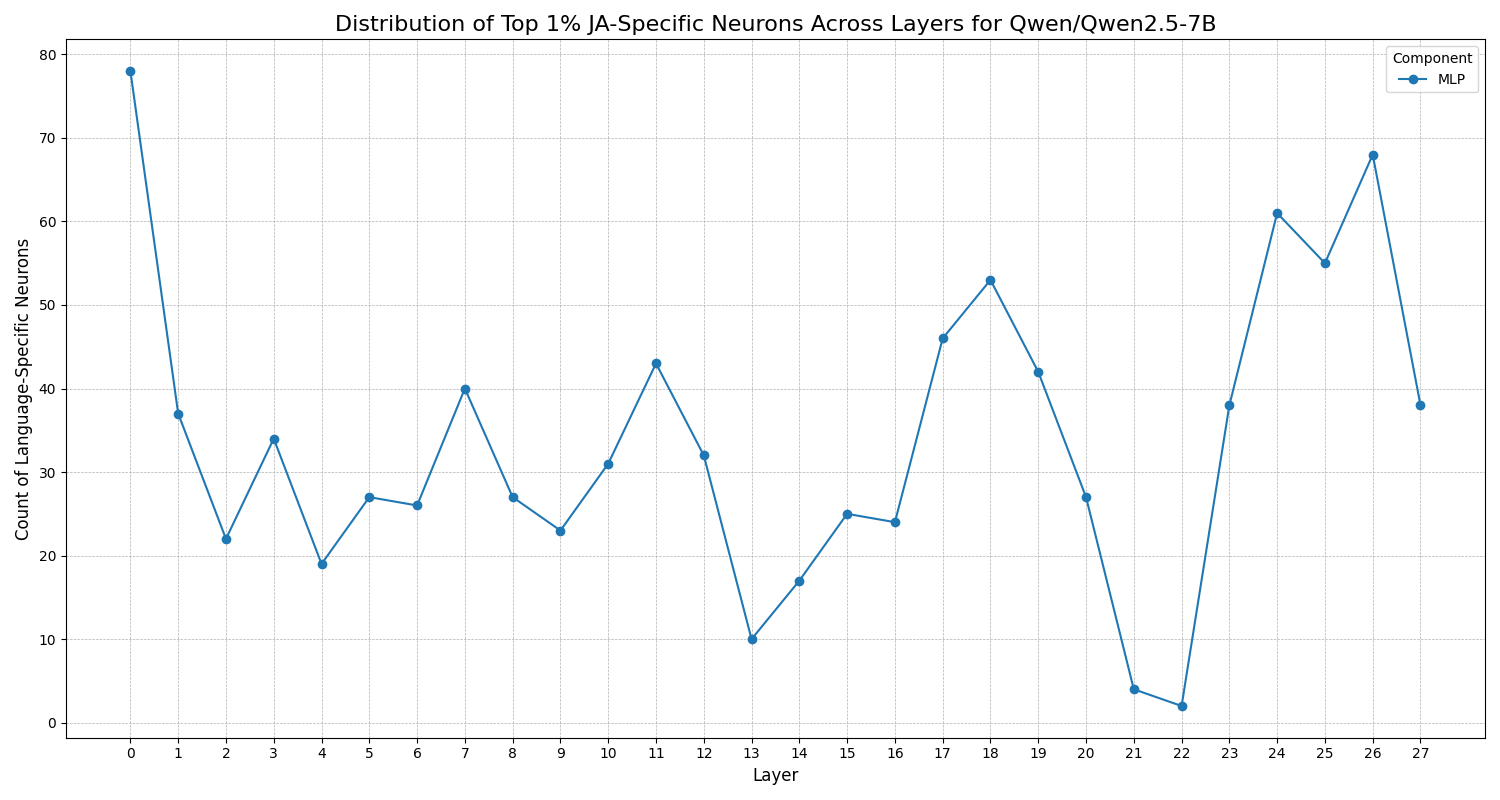 Distribution of Top 1% JA-Specific Neurons Across Layers for Qwen/Qwen2.5-7B
Component
MLP
Count of Language-Specific Neurons
80
70
60
50
40
30
20
10
0
0 1 2 3 4 5 6 7 8 9 10 11 12 13 14 15 16 17 18 19 20 21 22 23 24 25 26 27
Layer